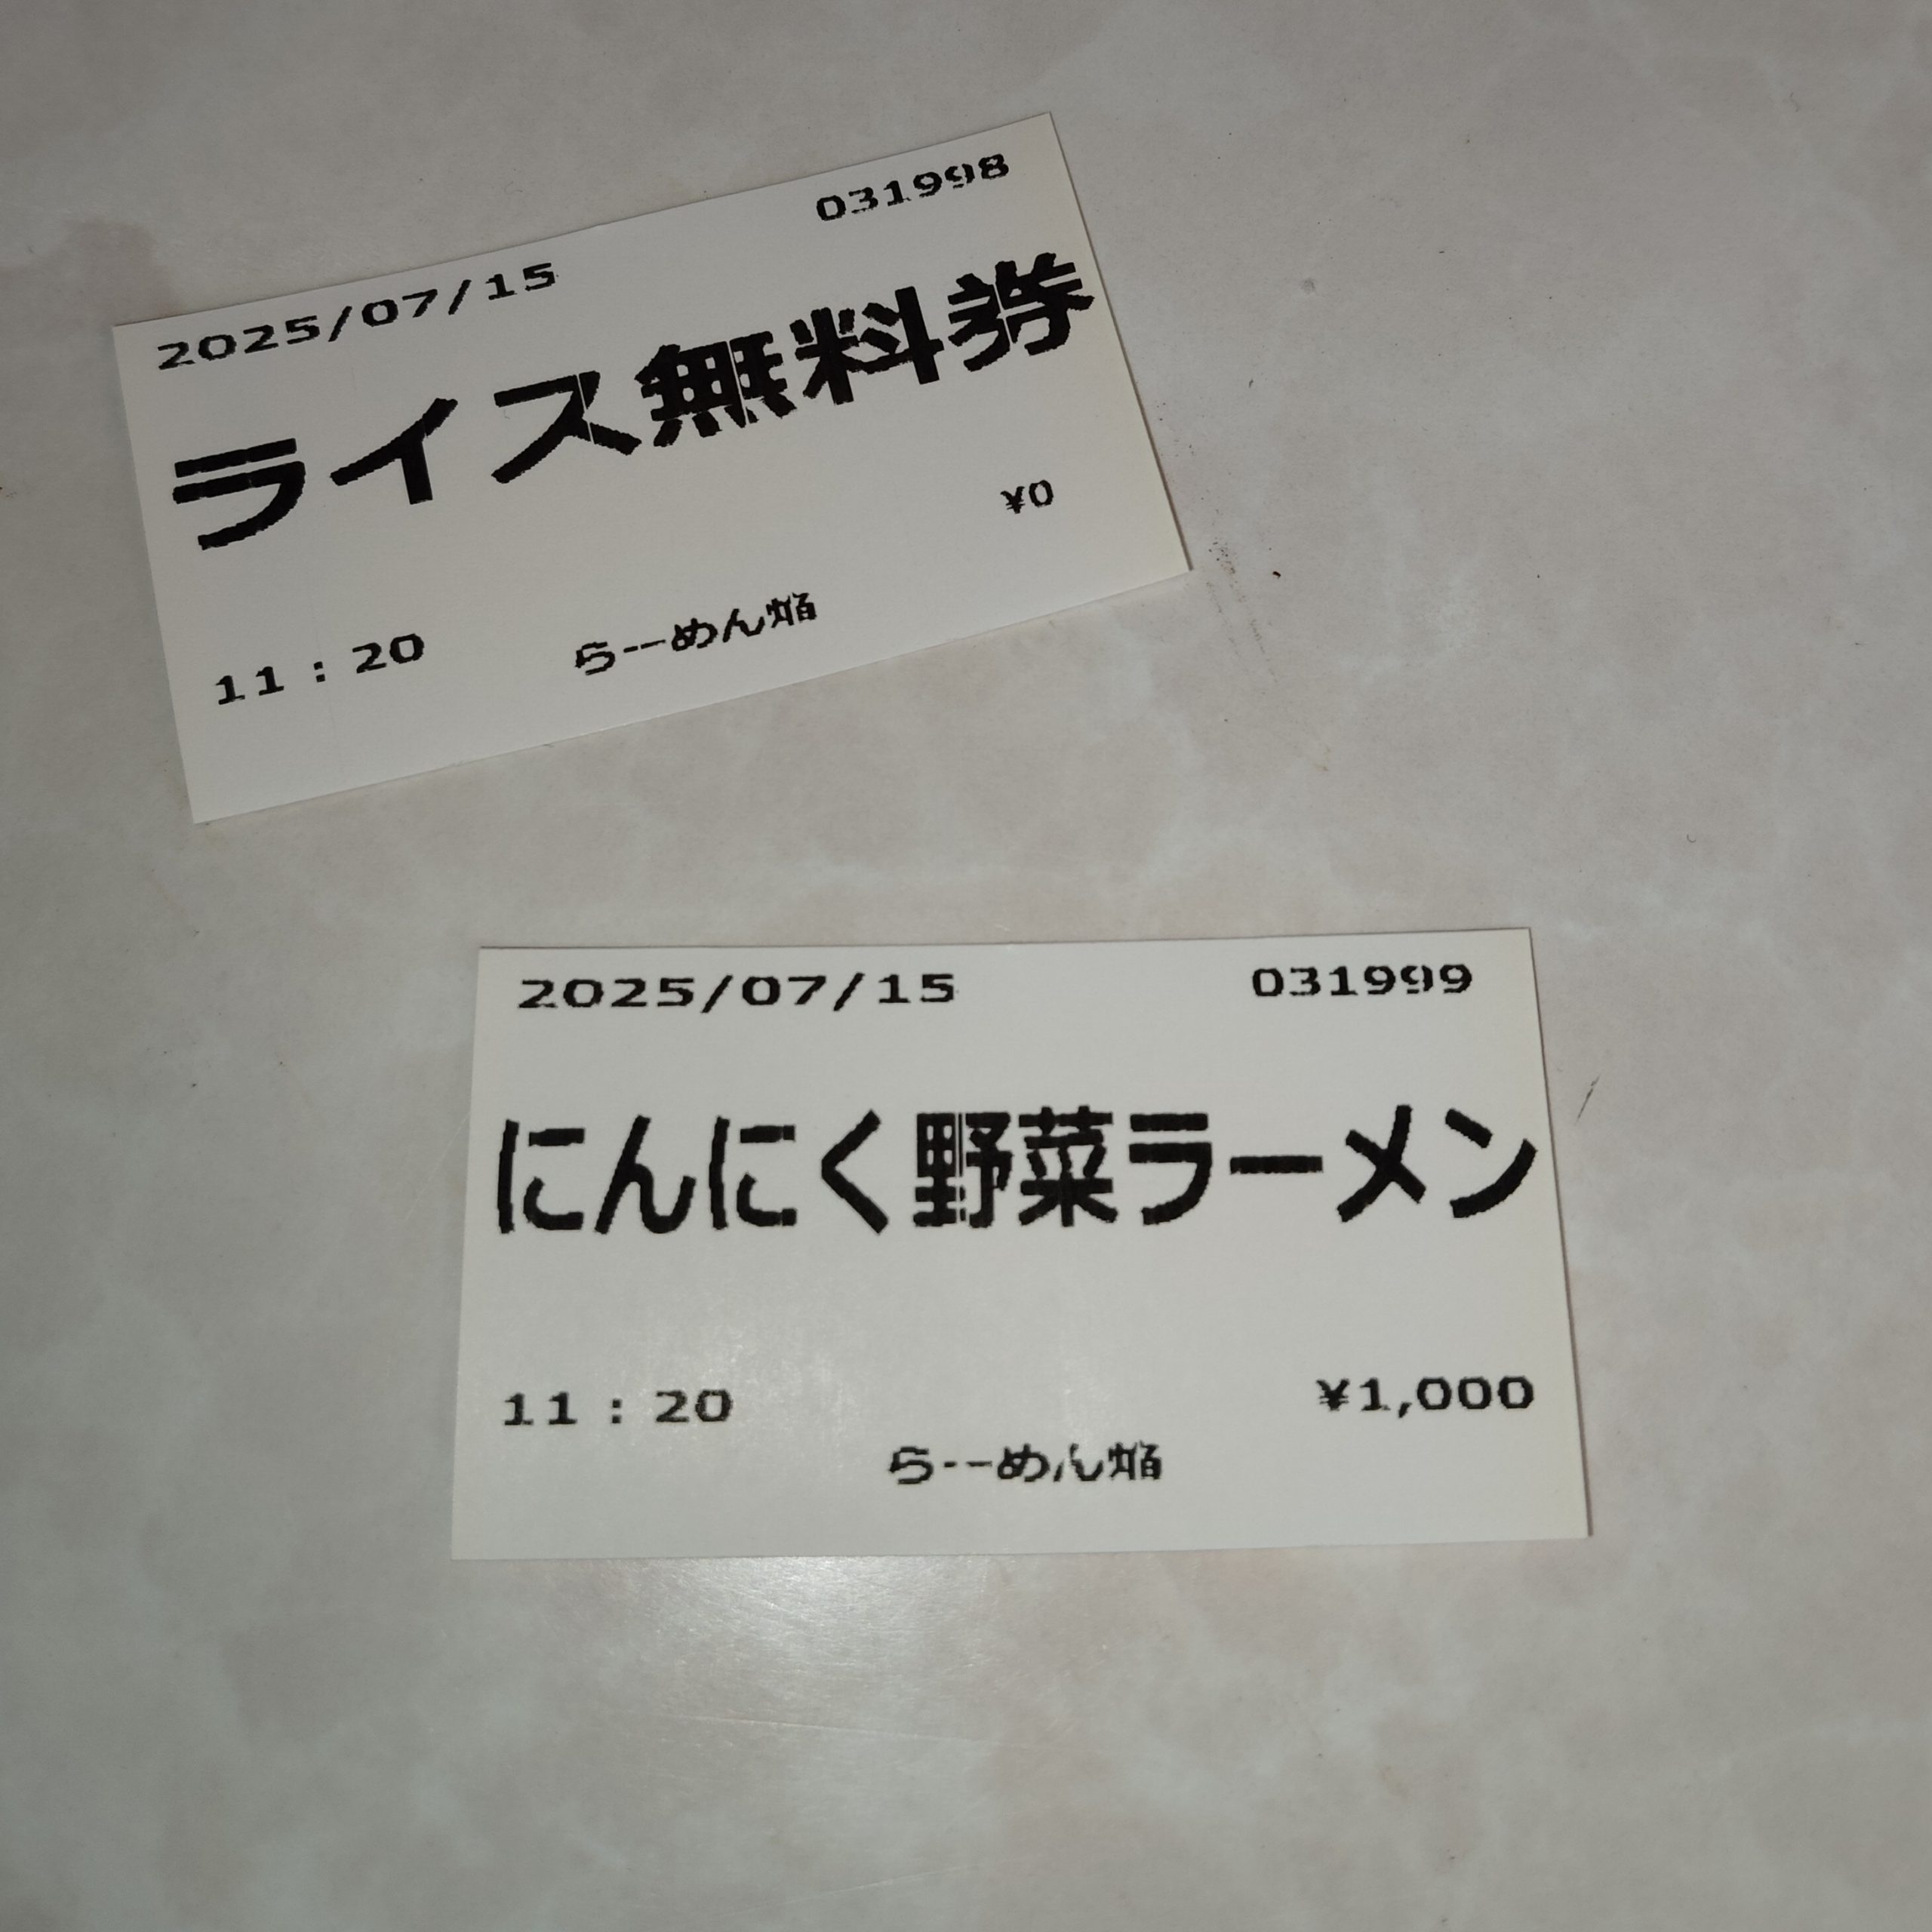 2025/07/15 031998
ライス無料券
¥0
11：20 らーめん焔
2025/07/15 031999
にんにく野菜ラーメン
11：20 ¥1,000
らーめん焔